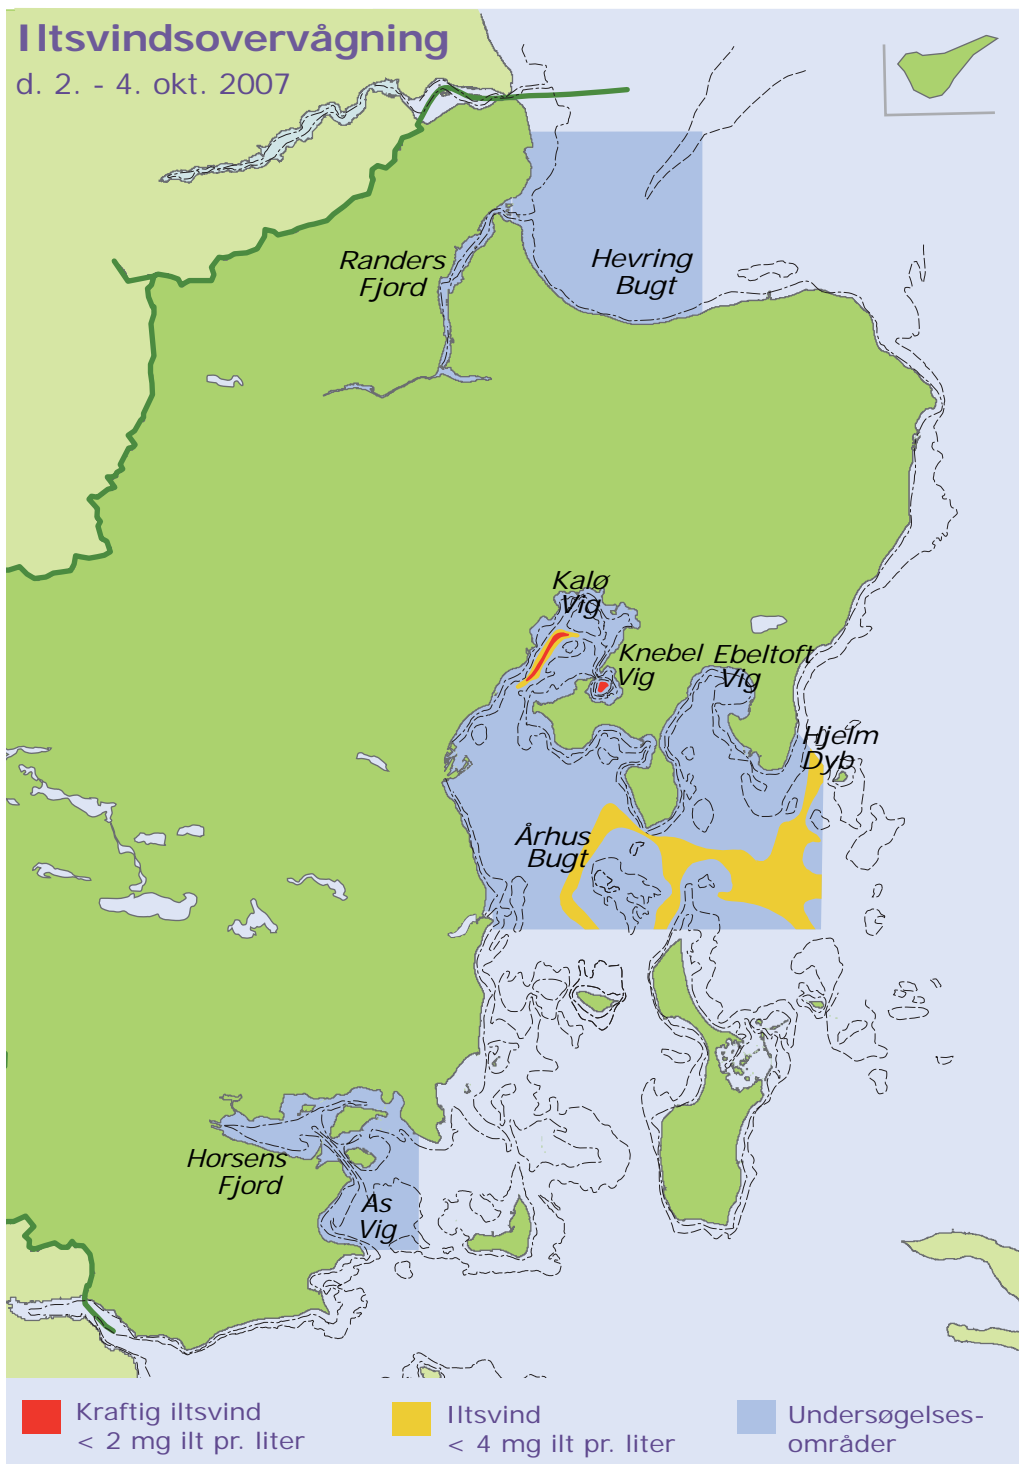 Iltsvindsovervågning
d. 2. - 4. okt. 2007
Randers
Fjord
Hevring
Bugt
Kalø
Vig
Knebel
Vig
Ebeltoft
Vig
Hjelm
Dyb
Århus
Bugt
Horsens
Fjord
As
Vig
Kraftig iltsvind
< 2 mg ilt pr. liter
Iltsvind
< 4 mg ilt pr. liter
Undersøgelses-
områder